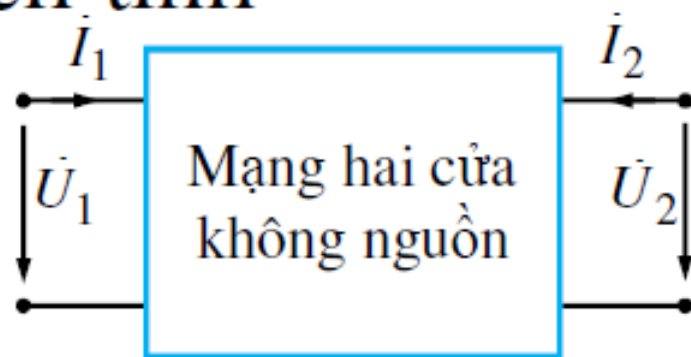 İ₁
İ₂
U̇₁
Mạng hai cửa
không nguồn
U̇₂